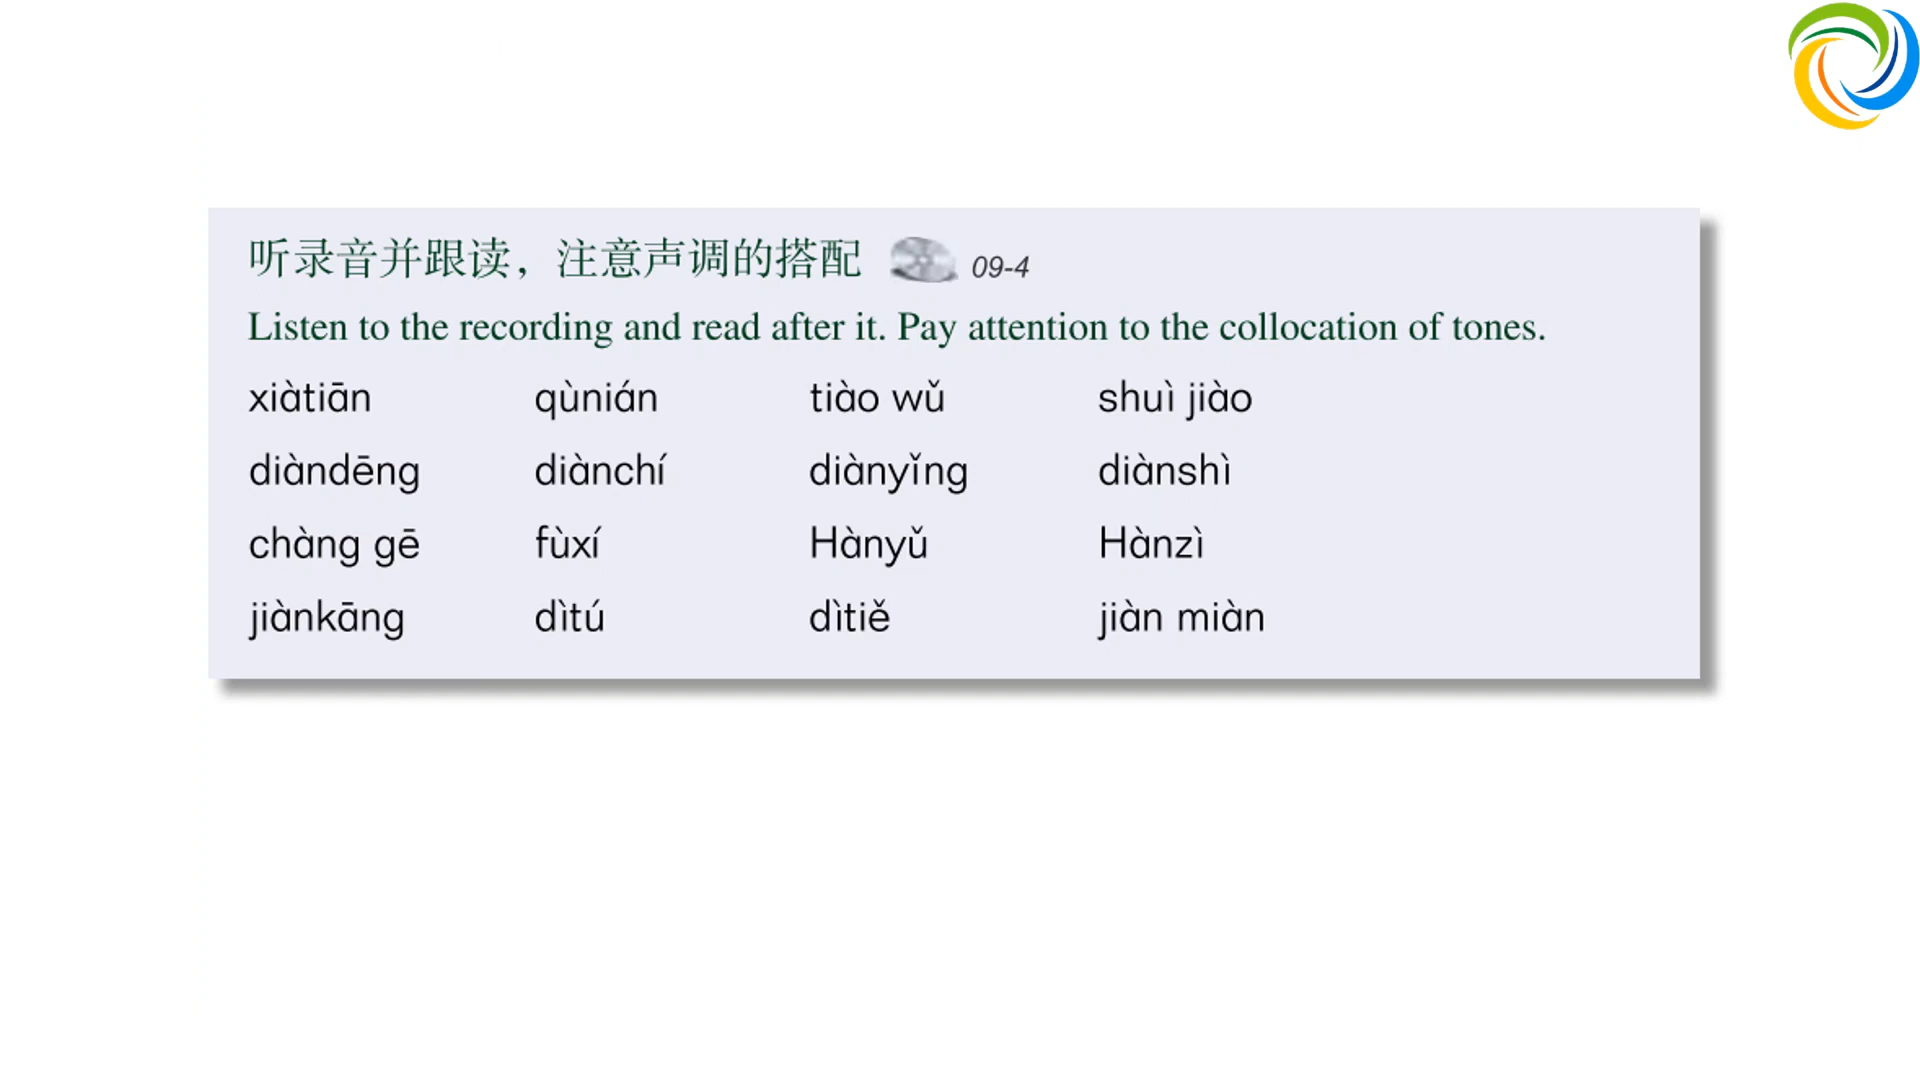 听录音并跟读，注意声调的搭配 09-4
Listen to the recording and read after it. Pay attention to the collocation of tones.
xiàtiān qùnián tiào wǔ shuì jiào
diàndēng diànchí diànyǐng diànshì
chàng gē fùxí Hànyǔ Hànzì
jiànkāng dìtú dìtiě jiàn miàn